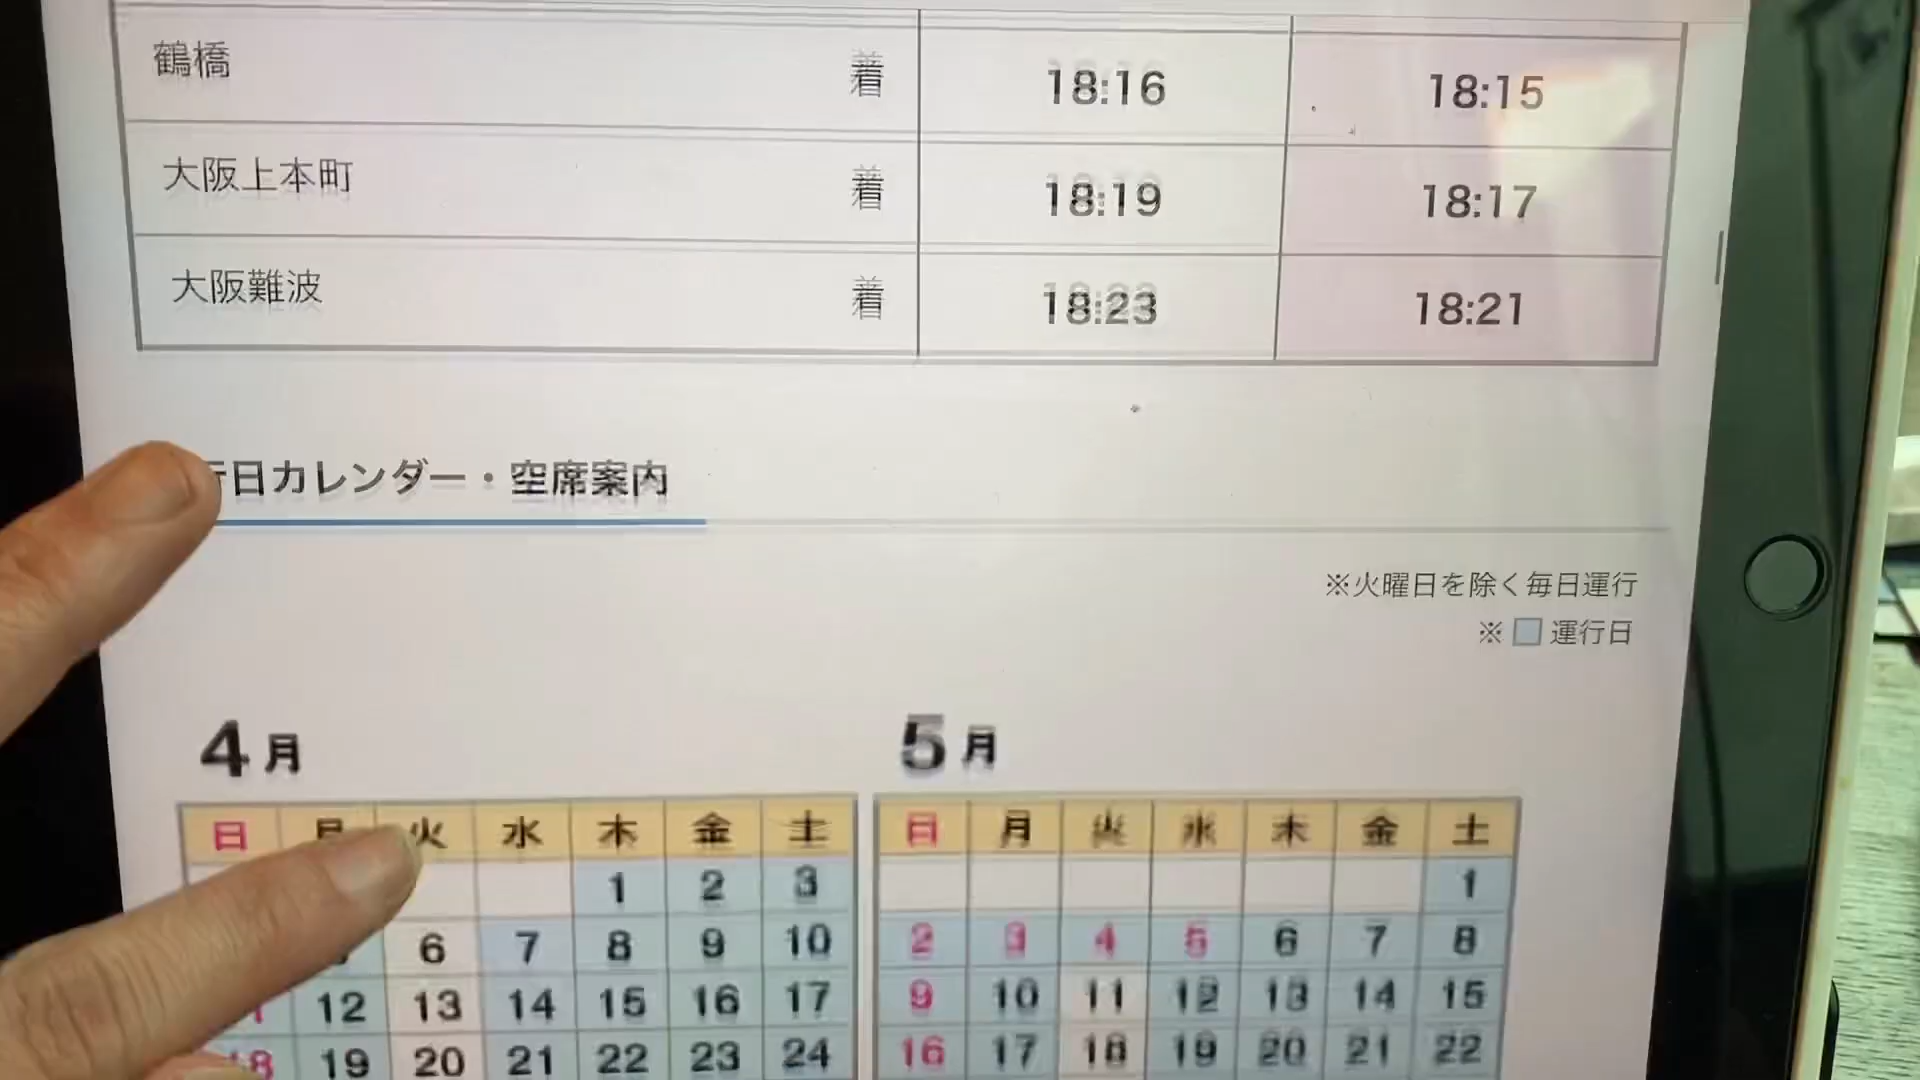 鶴橋 着 18:16 18:15
大阪上本町 着 18:19 18:17
大阪難波 着 18:23 18:21
日カレンダー・空席案内
※火曜日を除く毎日運行
※ 運行日
4月
日 月 火 水 木 金 土
1 2 3
6 7 8 9 10
12 13 14 15 16 17
18 19 20 21 22 23 24
5月
日 月 火 水 木 金 土
1
2 3 4 5 6 7 8
9 10 11 12 13 14 15
16 17 18 19 20 21 22